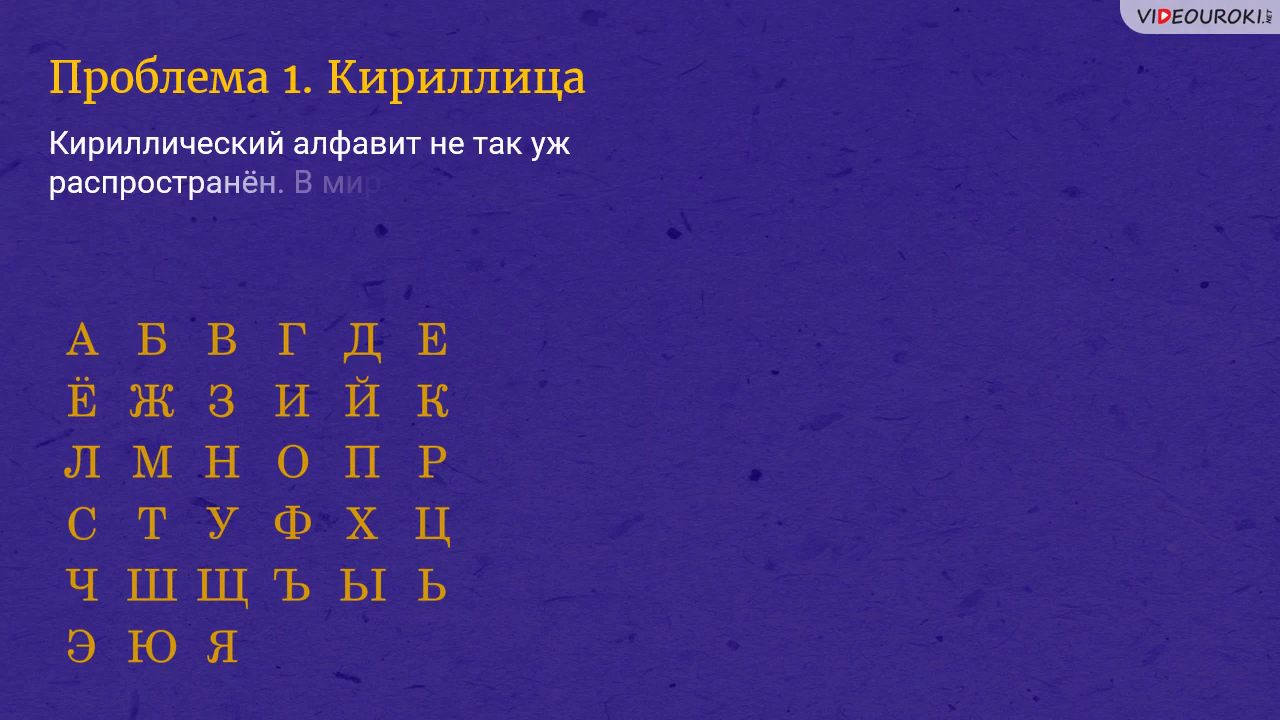 VIDEOUROKI.NET
Проблема 1. Кириллица
Кириллический алфавит не так уж
распространён. В мир
А Б В Г Д Е
Ё Ж З И Й К
Л М Н О П Р
С Т У Ф Х Ц
Ч Ш Щ Ъ Ы Ь
Э Ю Я